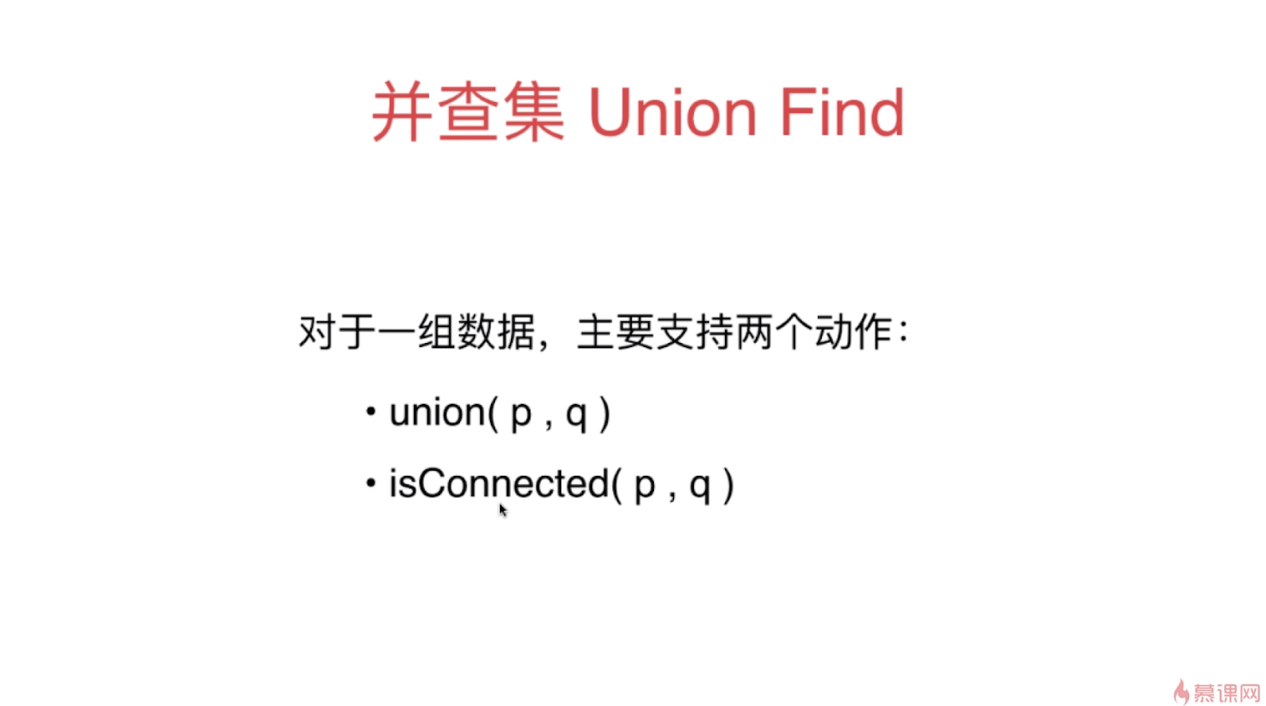 并查集 Union Find
对于一组数据，主要支持两个动作：
• union( p , q )
• isConnected( p , q )
慕课网